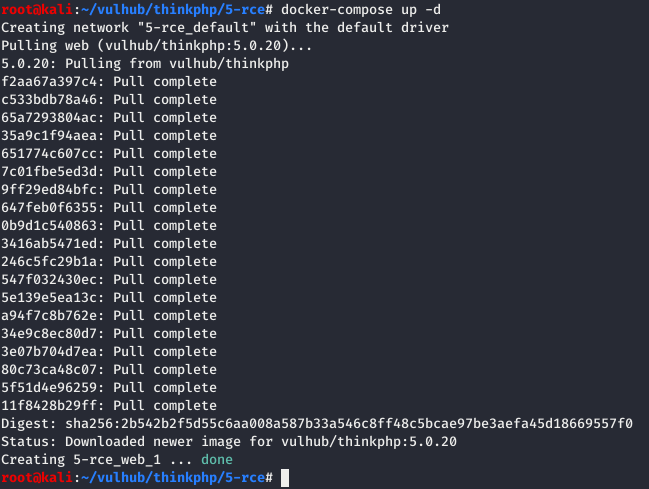 root@kali:~/vulhub/thinkphp/5-rce# docker-compose up -d
Creating network "5-rce_default" with the default driver
Pulling web (vulhub/thinkphp:5.0.20)...
5.0.20: Pulling from vulhub/thinkphp
f2aa67a397c4: Pull complete
c533bdb78a46: Pull complete
65a7293804ac: Pull complete
35a9c1f94aea: Pull complete
651774c607cc: Pull complete
7c01fbe5ed3d: Pull complete
9ff29ed84bfc: Pull complete
647feb0f6355: Pull complete
0b9d1c540863: Pull complete
3416ab5471ed: Pull complete
246c5fc29b1a: Pull complete
547f032430ec: Pull complete
5e139e5ea13c: Pull complete
a94f7c8b762e: Pull complete
34e9c8ec80d7: Pull complete
3e07b704d7ea: Pull complete
80c73ca48c07: Pull complete
5f51d4e96259: Pull complete
11f8428b29ff: Pull complete
Digest: sha256:2b542b2f5d55c6aa008a587b33a546c8ff48c5bcae97be3aefa45d18669557f0
Status: Downloaded newer image for vulhub/thinkphp:5.0.20
Creating 5-rce_web_1 ... done
root@kali:~/vulhub/thinkphp/5-rce#